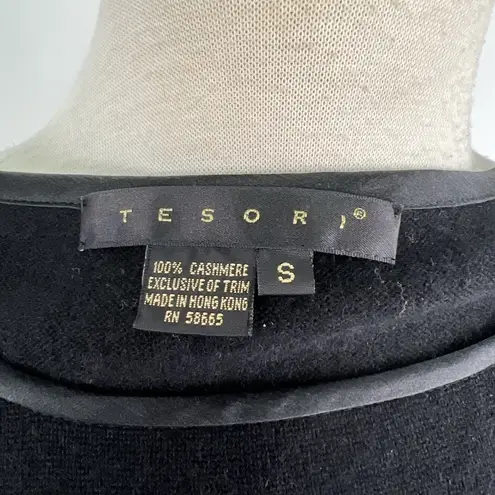 TESORI®
100% CASHMERE
EXCLUSIVE OF TRIM
MADE IN HONG KONG
RN 58665
S